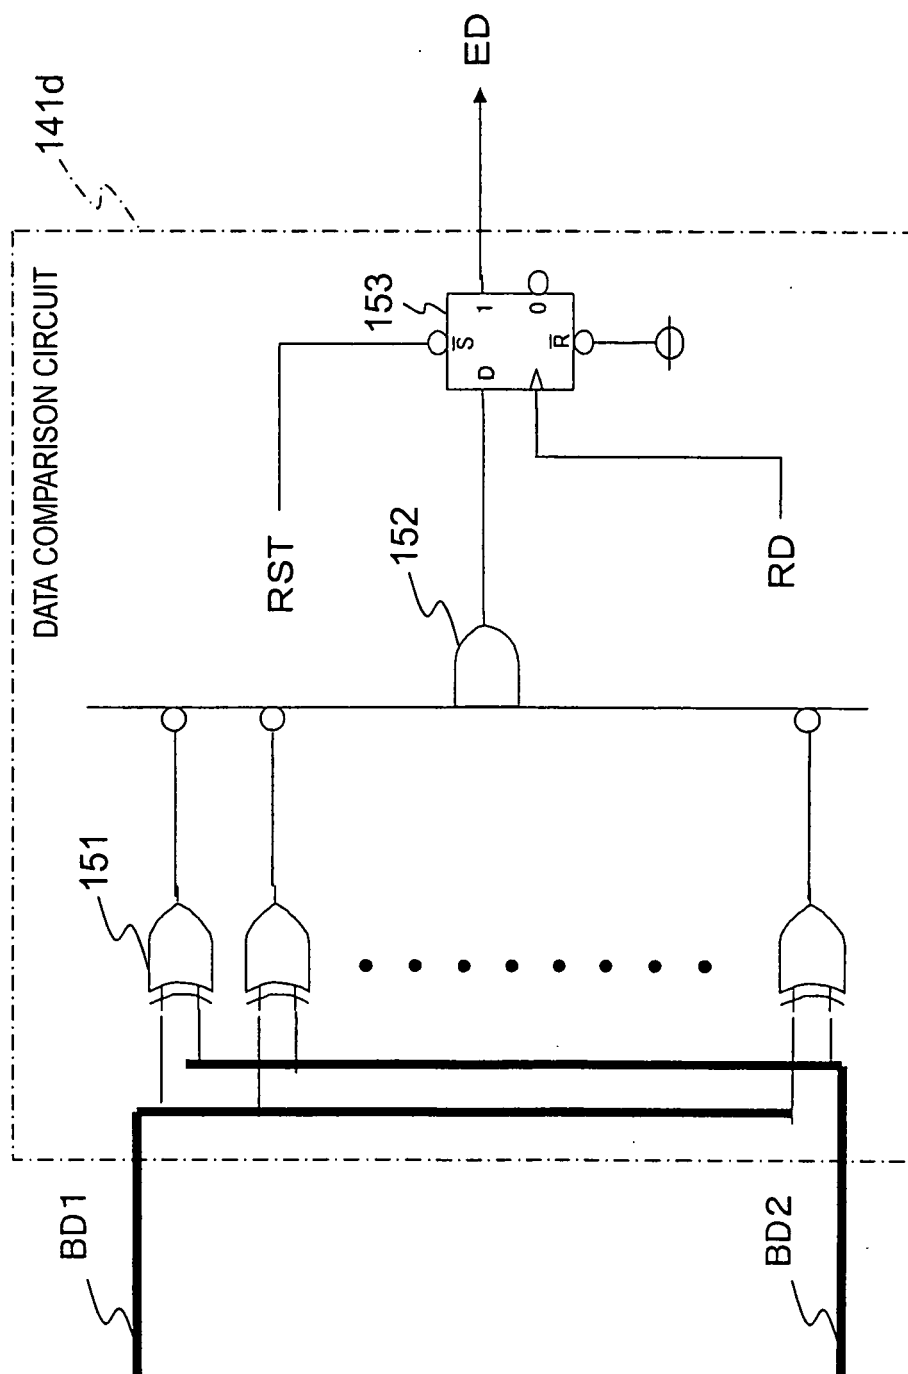 141d
DATA COMPARISON CIRCUIT
BD1
BD2
151
152
153
RST
RD
D
S̅
1
0
R̅
ED